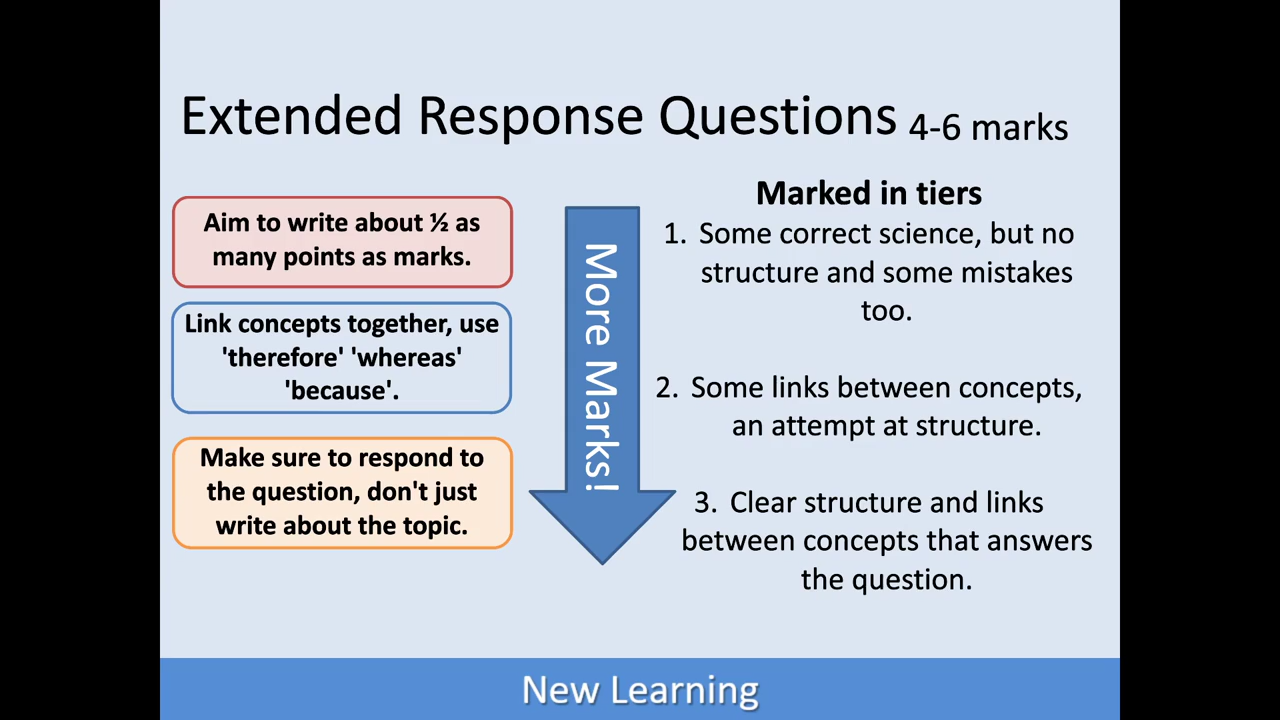 Extended Response Questions 4-6 marks
Aim to write about ½ as
many points as marks.
Link concepts together, use
'therefore' 'whereas'
'because'.
Make sure to respond to
the question, don't just
write about the topic.
More Marks!
Marked in tiers
1. Some correct science, but no
structure and some mistakes
too.
2. Some links between concepts,
an attempt at structure.
3. Clear structure and links
between concepts that answers
the question.
New Learning